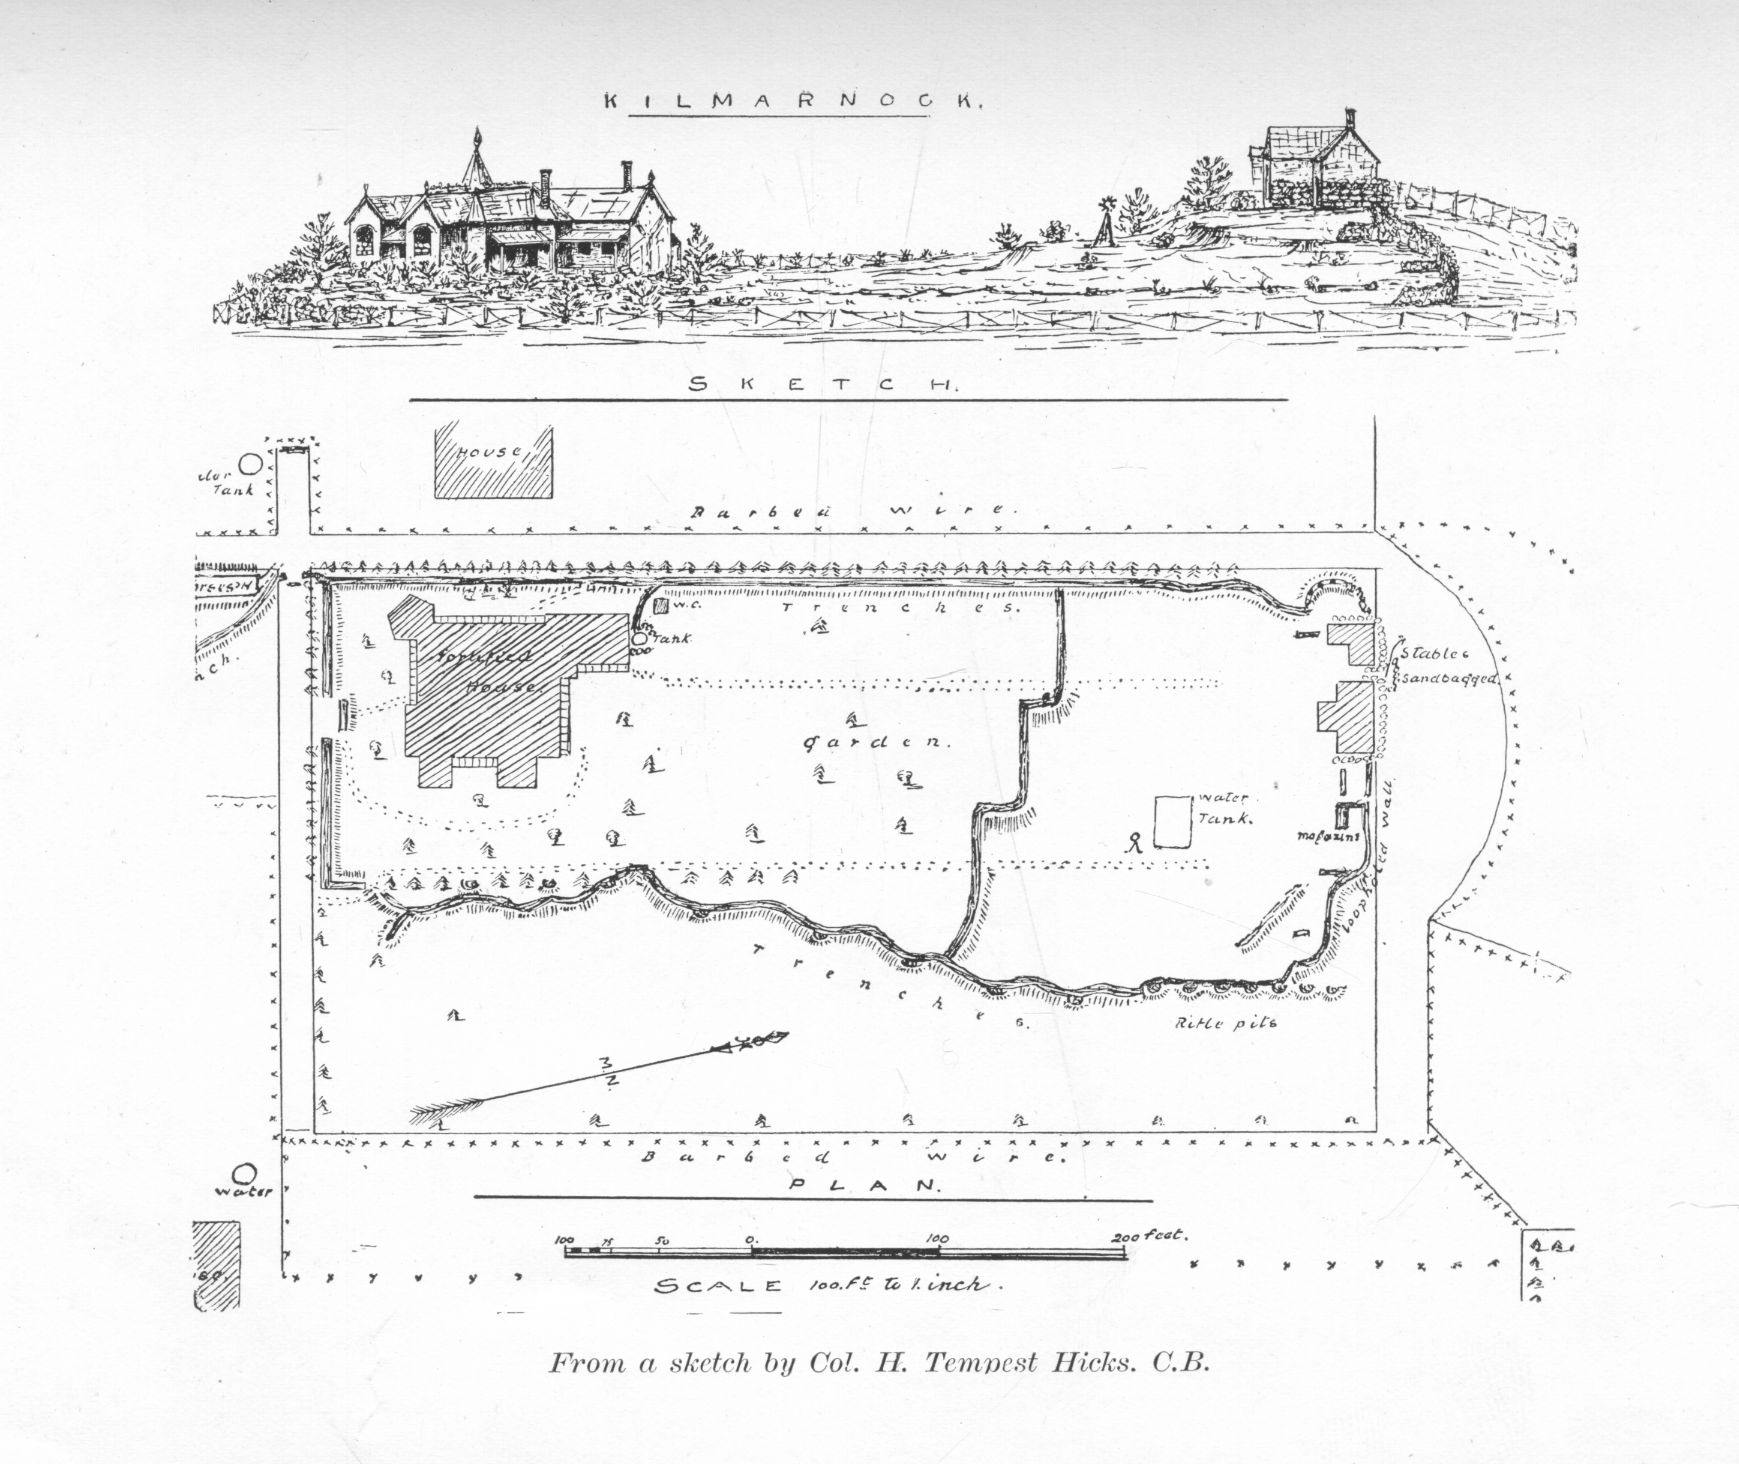 KILMARNOCK.
SKETCH.
HOUSE
Tank
Barbed Wire.
W.C.
Trenches.
Tank
fortified
House.
Stables
Sandbagged.
Garden.
Water
Tank.
magazine
Loopholed Wall
Trenches.
Rifle pits
Barbed Wire.
Water
PLAN.
100 75 50 0. 100 200 feet.
SCALE 100.Ft to 1.inch.
From a sketch by Col. H. Tempest Hicks. C.B.